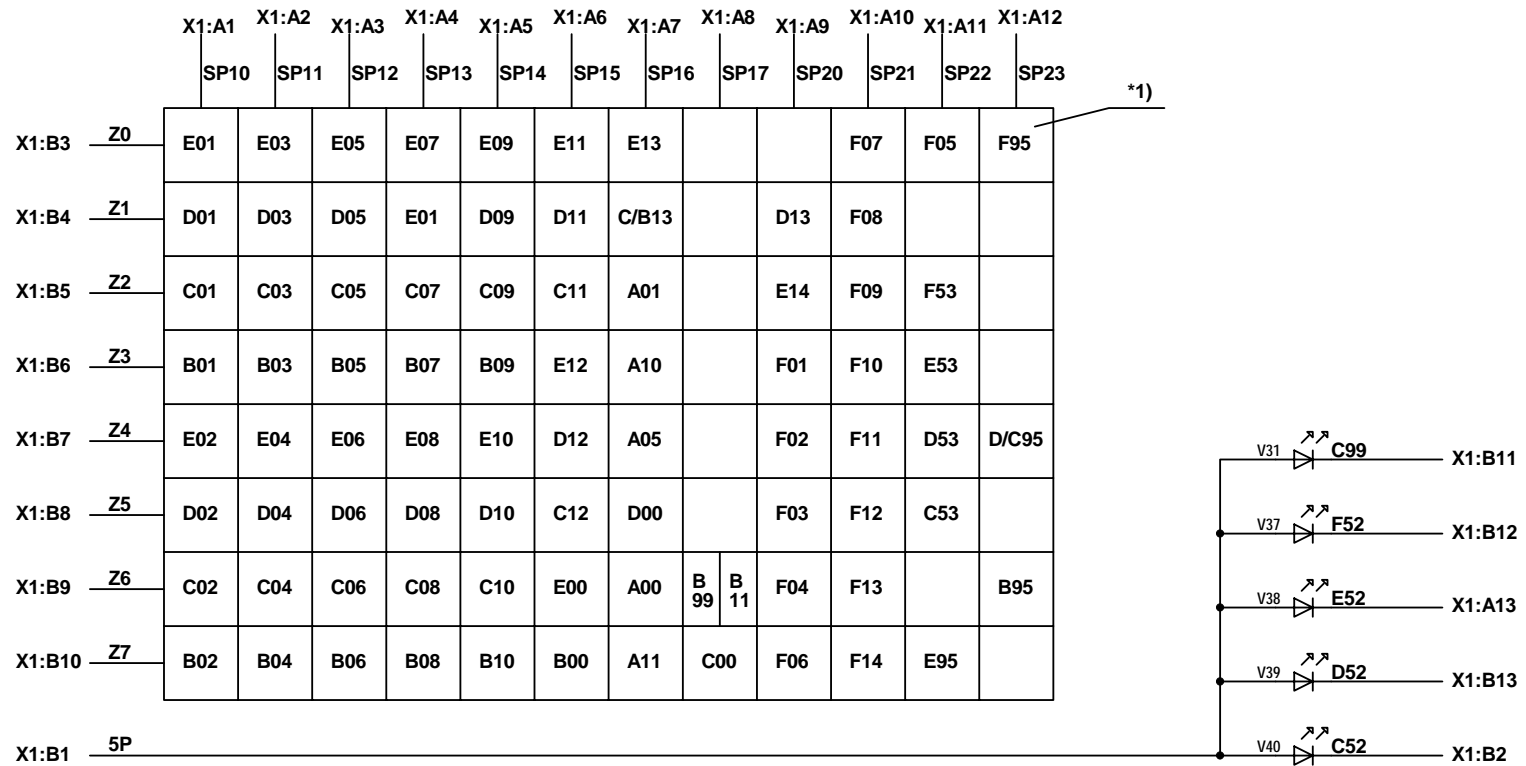 X1:A1 X1:A2 X1:A3 X1:A4 X1:A5 X1:A6 X1:A7 X1:A8 X1:A9 X1:A10 X1:A11 X1:A12
SP10 SP11 SP12 SP13 SP14 SP15 SP16 SP17 SP20 SP21 SP22 SP23
*1)
X1:B3 Z0 E01 E03 E05 E07 E09 E11 E13 F07 F05 F95
X1:B4 Z1 D01 D03 D05 E01 D09 D11 C/B13 D13 F08
X1:B5 Z2 C01 C03 C05 C07 C09 C11 A01 E14 F09 F53
X1:B6 Z3 B01 B03 B05 B07 B09 E12 A10 F01 F10 E53
X1:B7 Z4 E02 E04 E06 E08 E10 D12 A05 F02 F11 D53 D/C95
X1:B8 Z5 D02 D04 D06 D08 D10 C12 D00 F03 F12 C53
X1:B9 Z6 C02 C04 C06 C08 C10 E00 A00 B 99 B 11 F04 F13 B95
X1:B10 Z7 B02 B04 B06 B08 B10 B00 A11 C00 F06 F14 E95
X1:B1 5P
V31 C99 X1:B11
V37 F52 X1:B12
V38 E52 X1:A13
V39 D52 X1:B13
V40 C52 X1:B2